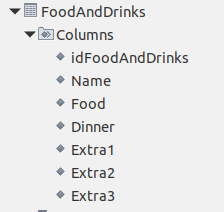 FoodAndDrinks
Columns
idFoodAndDrinks
Name
Food
Dinner
Extra1
Extra2
Extra3